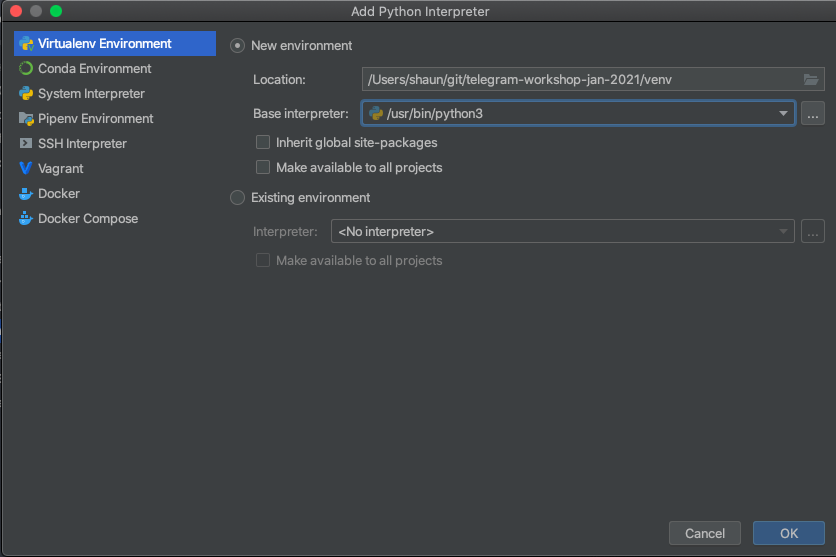 Add Python Interpreter
Virtualenv Environment
Conda Environment
System Interpreter
Pipenv Environment
SSH Interpreter
Vagrant
Docker
Docker Compose
New environment
Location: /Users/shaun/git/telegram-workshop-jan-2021/venv
Base interpreter: /usr/bin/python3 ...
Inherit global site-packages
Make available to all projects
Existing environment
Interpreter: <No interpreter> ...
Make available to all projects
Cancel OK